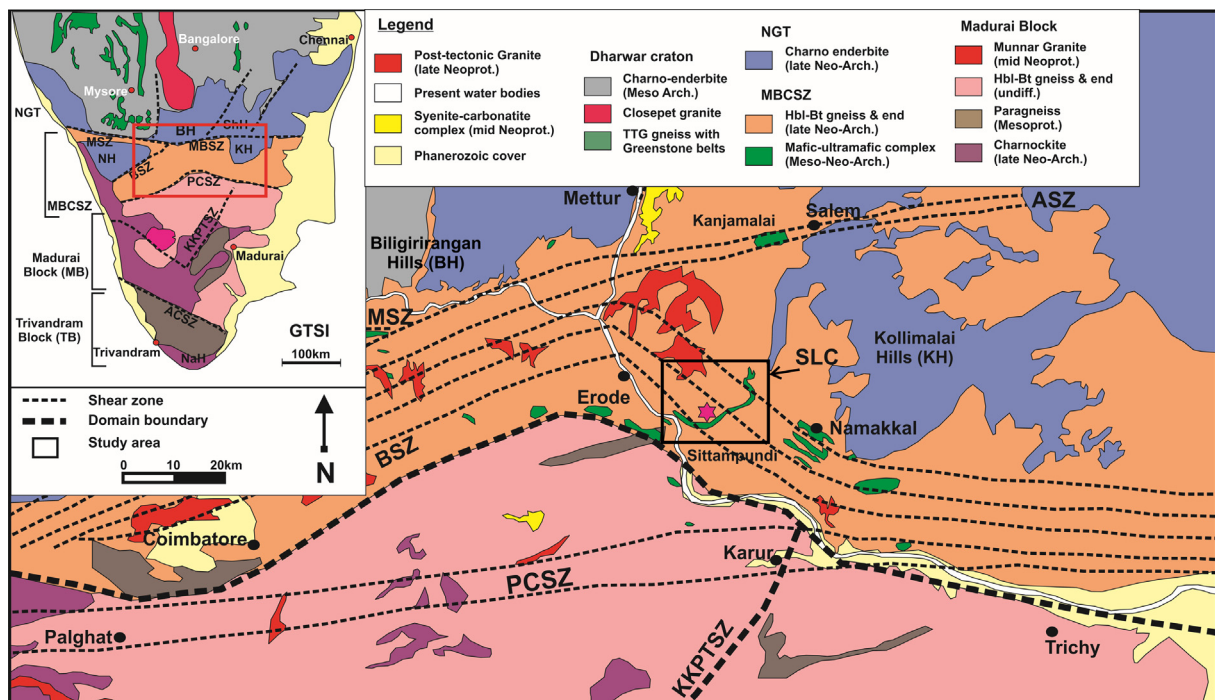 Bangalore
Chennai
Mysore
NGT
BH
ShH
MSZ
MBSZ
NH
KH
BSZ
PCSZ
MBCSZ
KKPTSZ
Madurai
Block (MB)
Madurai
ACSZ
Trivandram
Block (TB)
GTSI
Trivandram
NaH
100km
Shear zone
Domain boundary
Study area
0 10 20km
N
Legend
Post-tectonic Granite
(late Neoprot.)
Present water bodies
Syenite-carbonatite
complex (mid Neoprot.)
Phanerozoic cover
Dharwar craton
Charno-enderbite
(Meso Arch.)
Closepet granite
TTG gneiss with
Greenstone belts
NGT
Charno enderbite
(late Neo-Arch.)
MBCSZ
Hbl-Bt gneiss & end
(late Neo-Arch.)
Mafic-ultramafic complex
(Meso-Neo-Arch.)
Madurai Block
Munnar Granite
(mid Neoprot.)
Hbl-Bt gneiss & end
(undiff.)
Paragneiss
(Mesoprot.)
Charnockite
(late Neo-Arch.)
Mettur
Kanjamalai
Salem
ASZ
Biligirirangan
Hills (BH)
MSZ
Kollimalai
Hills (KH)
SLC
Erode
Namakkal
BSZ
Sittampundi
Coimbatore
Karur
PCSZ
Palghat
Trichy
KKPTSZ